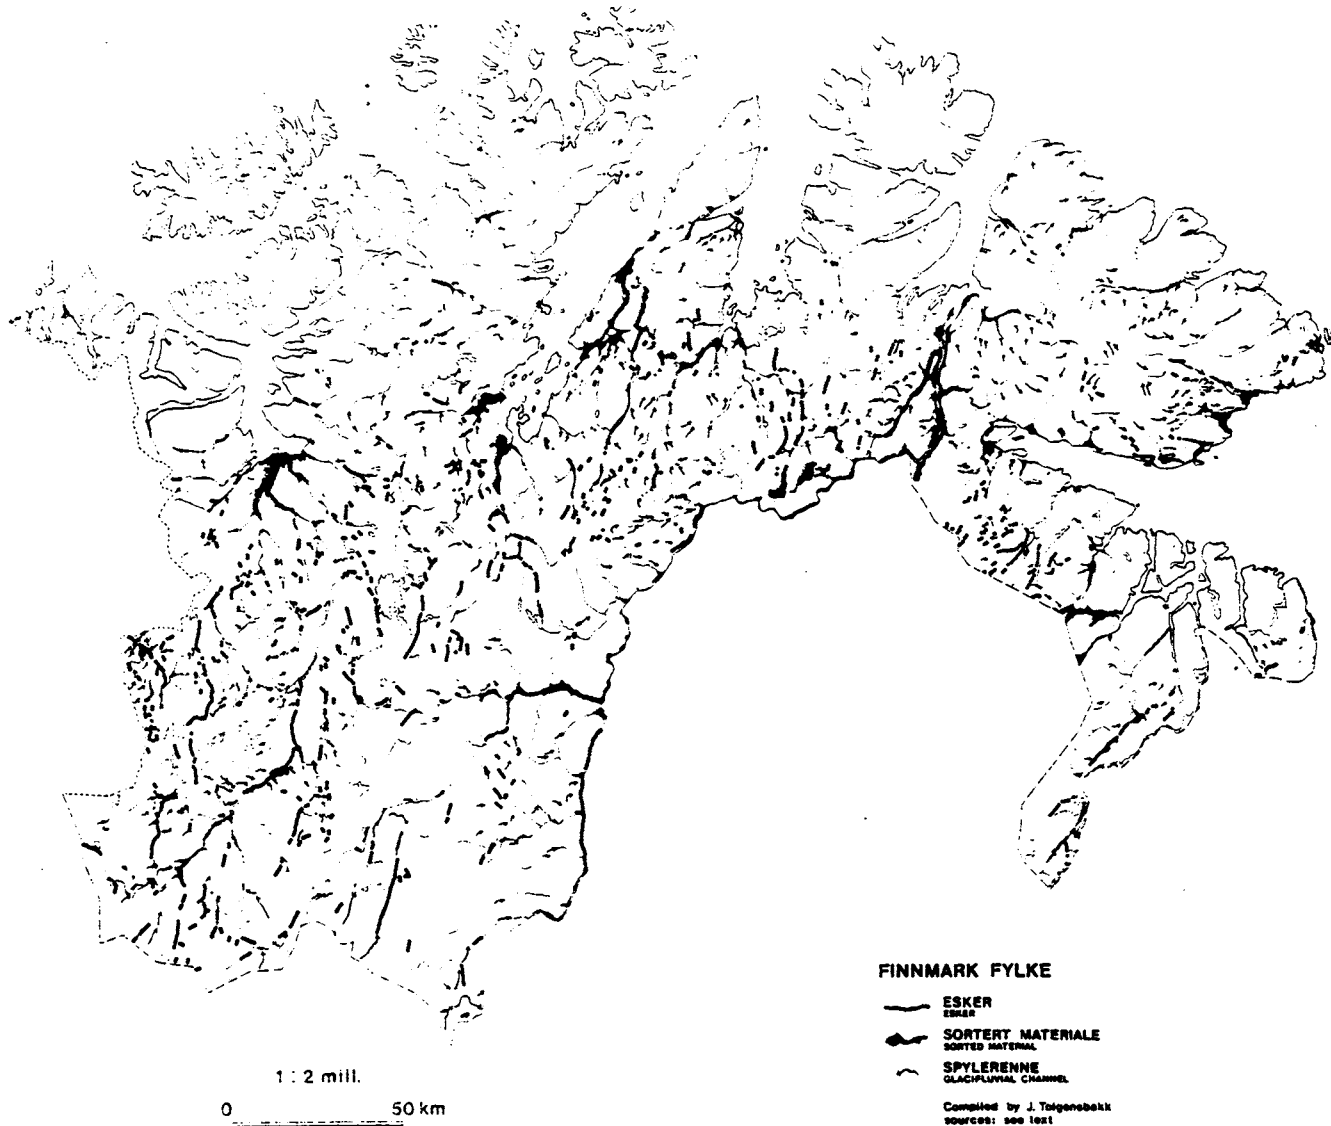 FINNMARK FYLKE
ESKER
ESKER
SORTERT MATERIALE
SORTED MATERIAL
SPYLERENNE
GLACIFLUVIAL CHANNEL
Compiled by J. Tolgensbakk
sources: see text
1 : 2 mill.
0 50 km